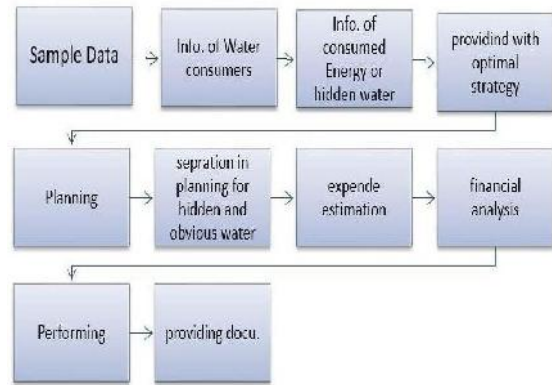 Sample Data
Info. of Water
consumers
Info. of
consumed
Energy or
hidden water
providind with
optimal
strategy
Planning
sepration in
planning for
hidden and
obvious water
expende
estimation
financial
analysis
Performing
providing docu.